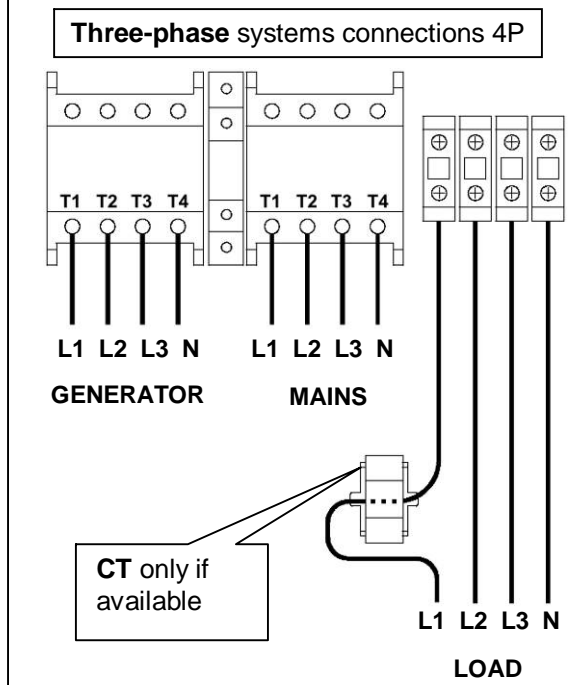 Three-phase systems connections 4P
T1 T2 T3 T4
T1 T2 T3 T4
L1 L2 L3 N
L1 L2 L3 N
GENERATOR
MAINS
CT only if
available
L1 L2 L3 N
LOAD